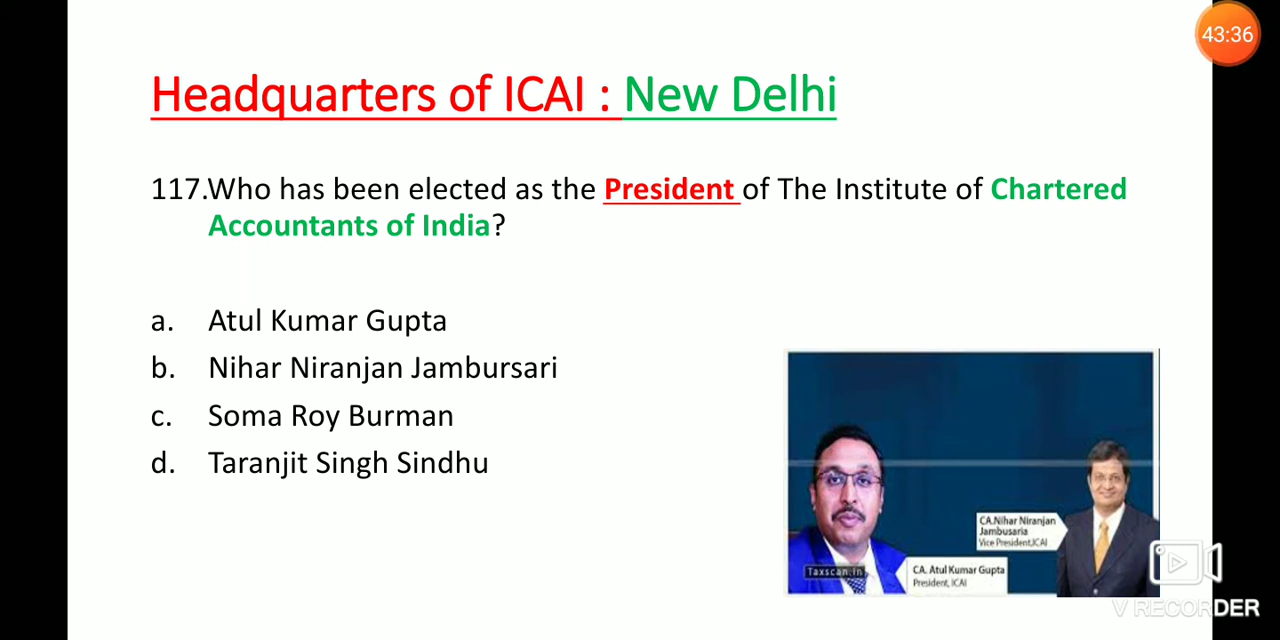 43:36
Headquarters of ICAI : New Delhi
117.Who has been elected as the President of The Institute of Chartered
Accountants of India?
a. Atul Kumar Gupta
b. Nihar Niranjan Jambursari
c. Soma Roy Burman
d. Taranjit Singh Sindhu
CA.Nihar Niranjan
Jambusaria
Vice President,ICAI
Taxscan.in
CA. Atul Kumar Gupta
President, ICAI
V RECORDER